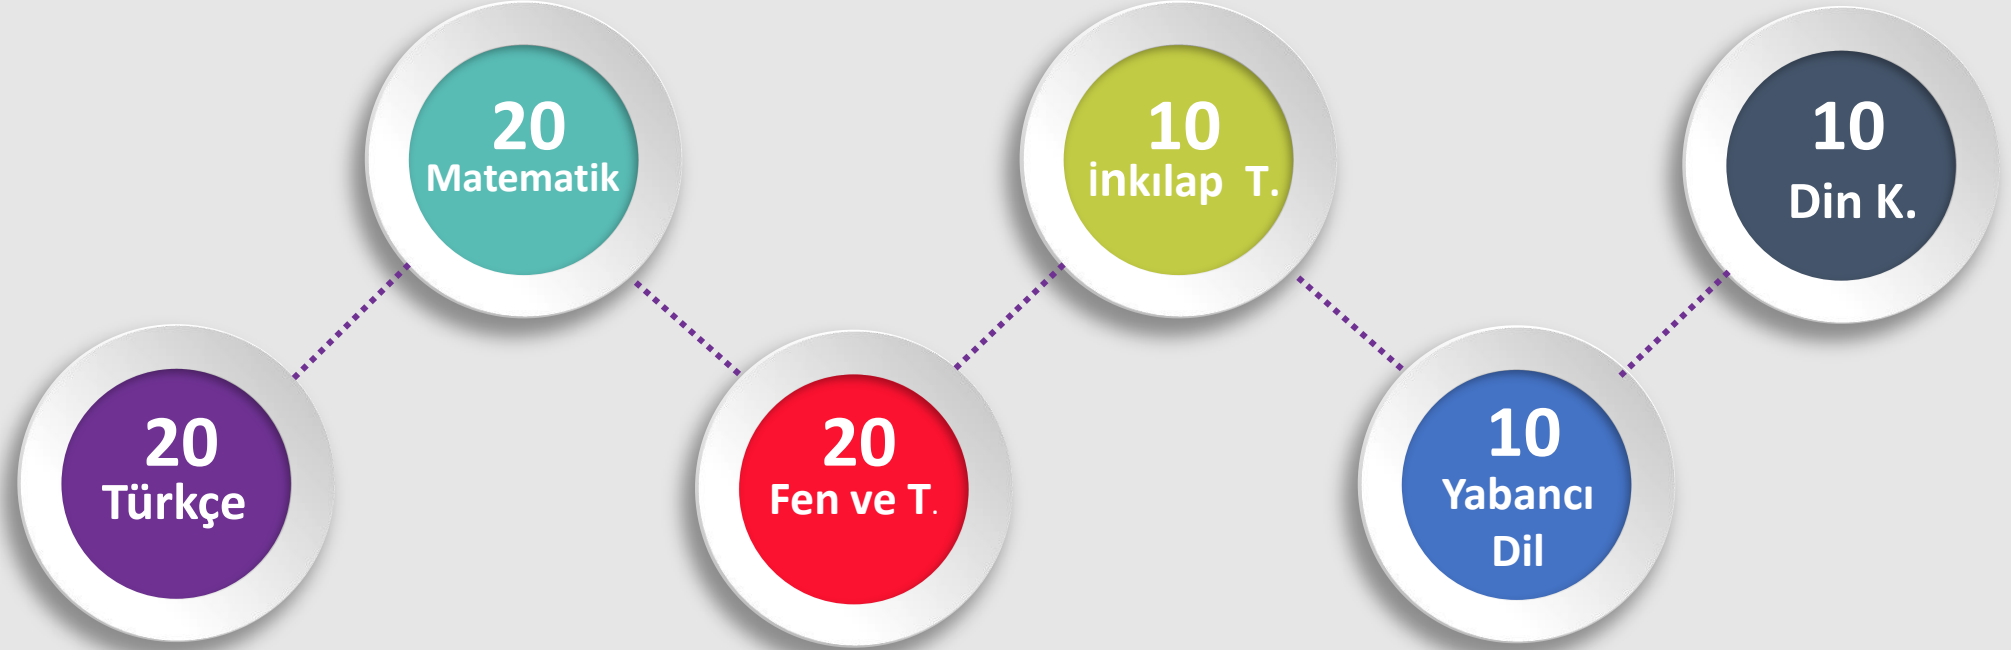 20
Türkçe
20
Matematik
20
Fen ve T.
10
inkılap T.
10
Yabancı
Dil
10
Din K.